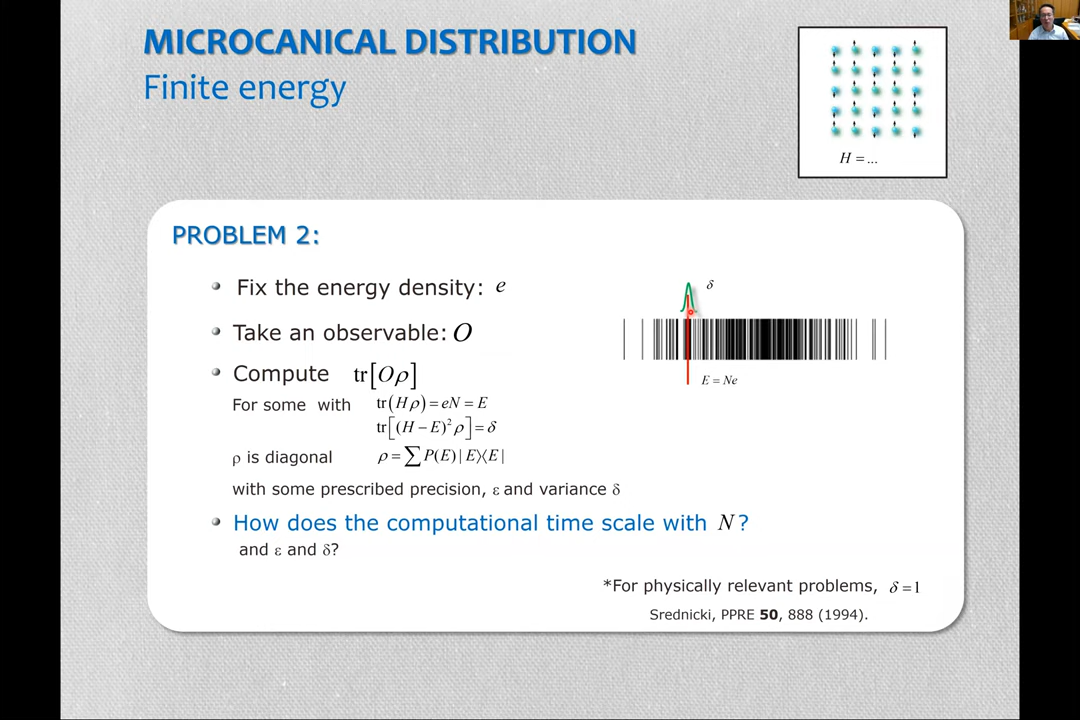 MICROCANICAL DISTRIBUTION
Finite energy
H = ...
PROBLEM 2:
Fix the energy density: e
δ
Take an observable: O
Compute tr[Oρ]
E = Ne
For some with tr(Hρ) = eN = E
tr[(H − E)² ρ] = δ
ρ is diagonal ρ = ∑ P(E) | E⟩⟨E |
with some prescribed precision, ε and variance δ
How does the computational time scale with N?
and ε and δ?
*For physically relevant problems, δ = 1
Srednicki, PPRE 50, 888 (1994).